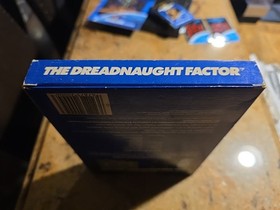 THE DREADNAUGHT FACTOR